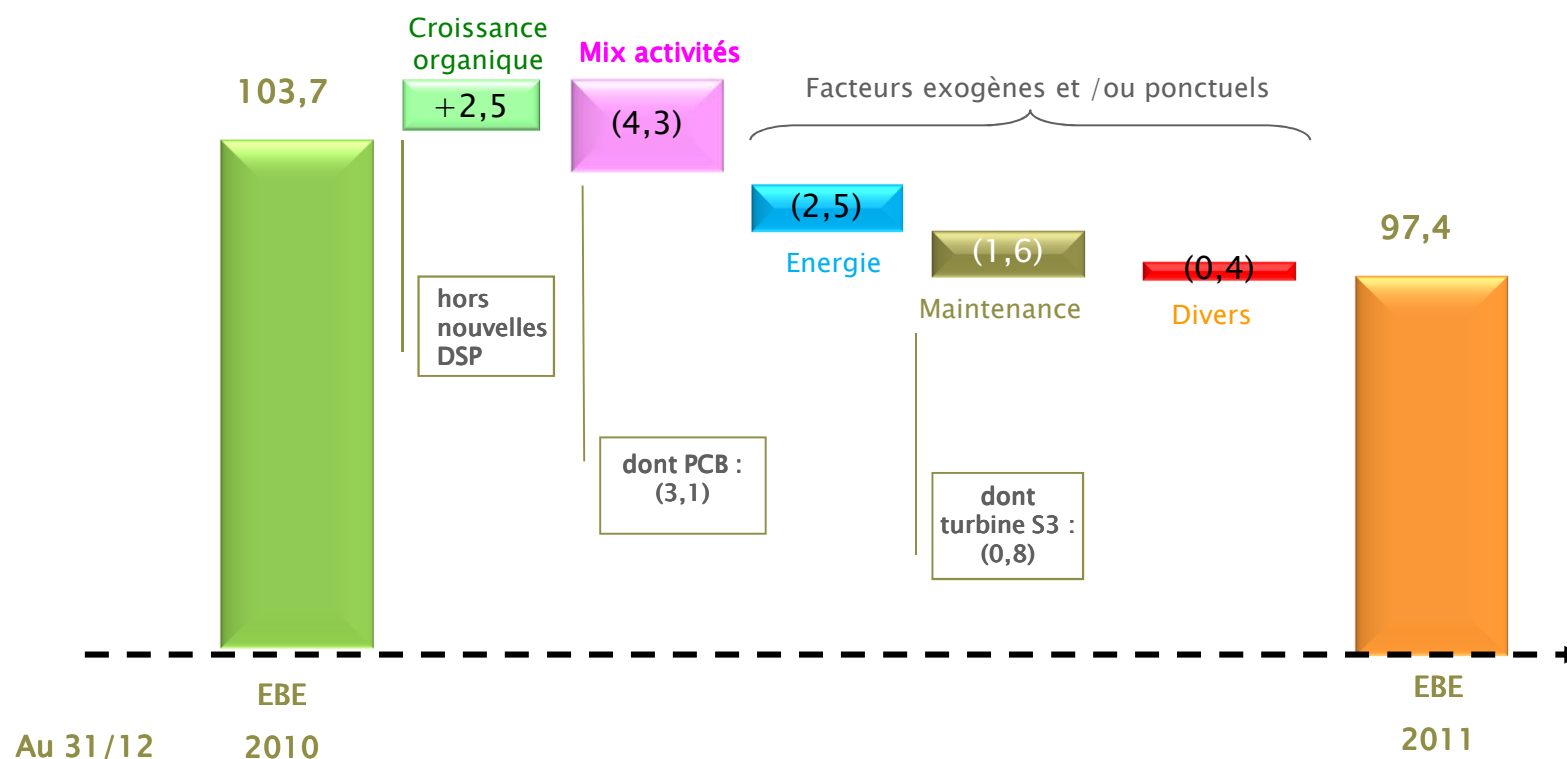 Croissance
organique
+2,5
Mix activités
(4,3)
103,7
Facteurs exogènes et /ou ponctuels
(2,5)
Energie
(1,6)
Maintenance
(0,4)
Divers
97,4
hors
nouvelles
DSP
dont PCB :
(3,1)
dont
turbine S3 :
(0,8)
EBE
2010
EBE
2011
Au 31/12